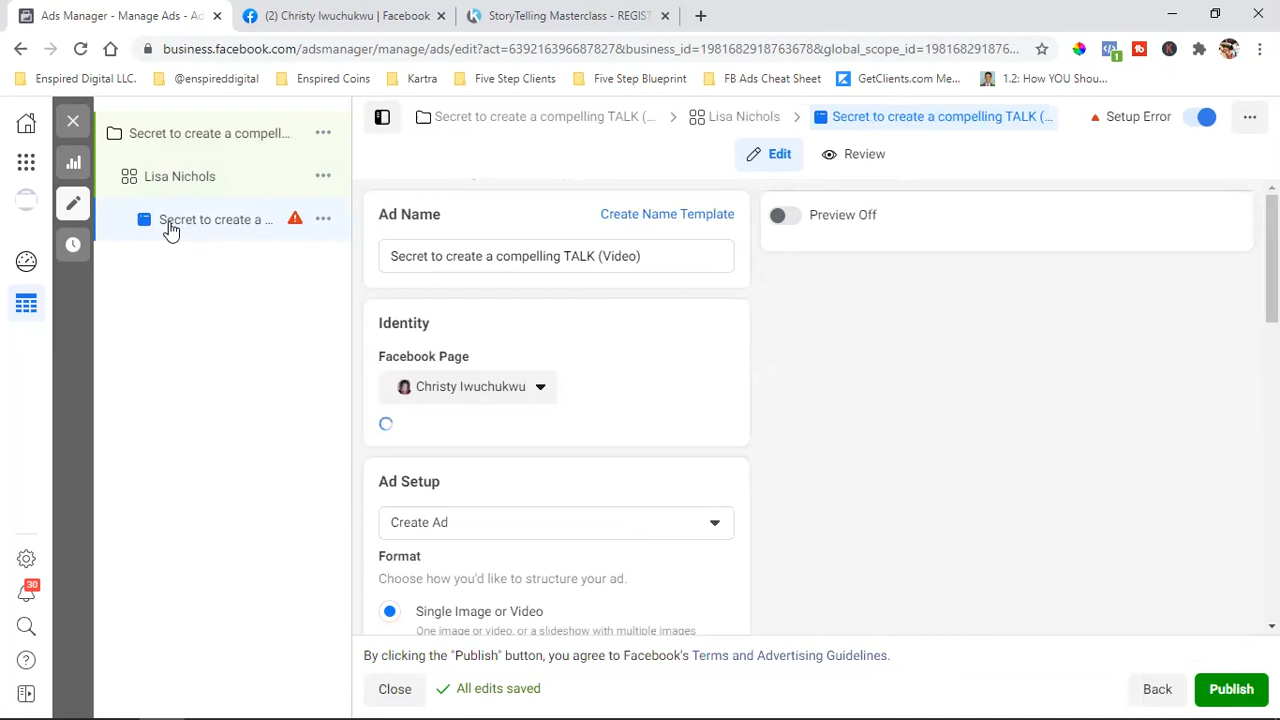 Ads Manager - Manage Ads - Ad
(2) Christy Iwuchukwu | Facebook
StoryTelling Masterclass - REGIST
business.facebook.com/adsmanager/manage/ads/edit?act=635216396687827&business_id=1981682918763678&global_scope_id=198168291876...
1
Enspired Digital LLC.
@enspireddigital
Enspired Coins
Kartra
Five Step Clients
Five Step Blueprint
FB Ads Cheat Sheet
GetClients.com Me...
1.2: How YOU Shou...
Secret to create a compell...
Lisa Nichols
Secret to create a ...
Secret to create a compelling TALK (...
Lisa Nichols
Secret to create a compelling TALK (...
Setup Error
Edit
Review
Ad Name
Create Name Template
Secret to create a compelling TALK (Video)
Preview Off
Identity
Facebook Page
Christy Iwuchukwu
Ad Setup
Create Ad
Format
Choose how you'd like to structure your ad.
Single Image or Video
One image or video, or a slideshow with multiple images
30
By clicking the "Publish" button, you agree to Facebook's Terms and Advertising Guidelines.
Close
All edits saved
Back
Publish